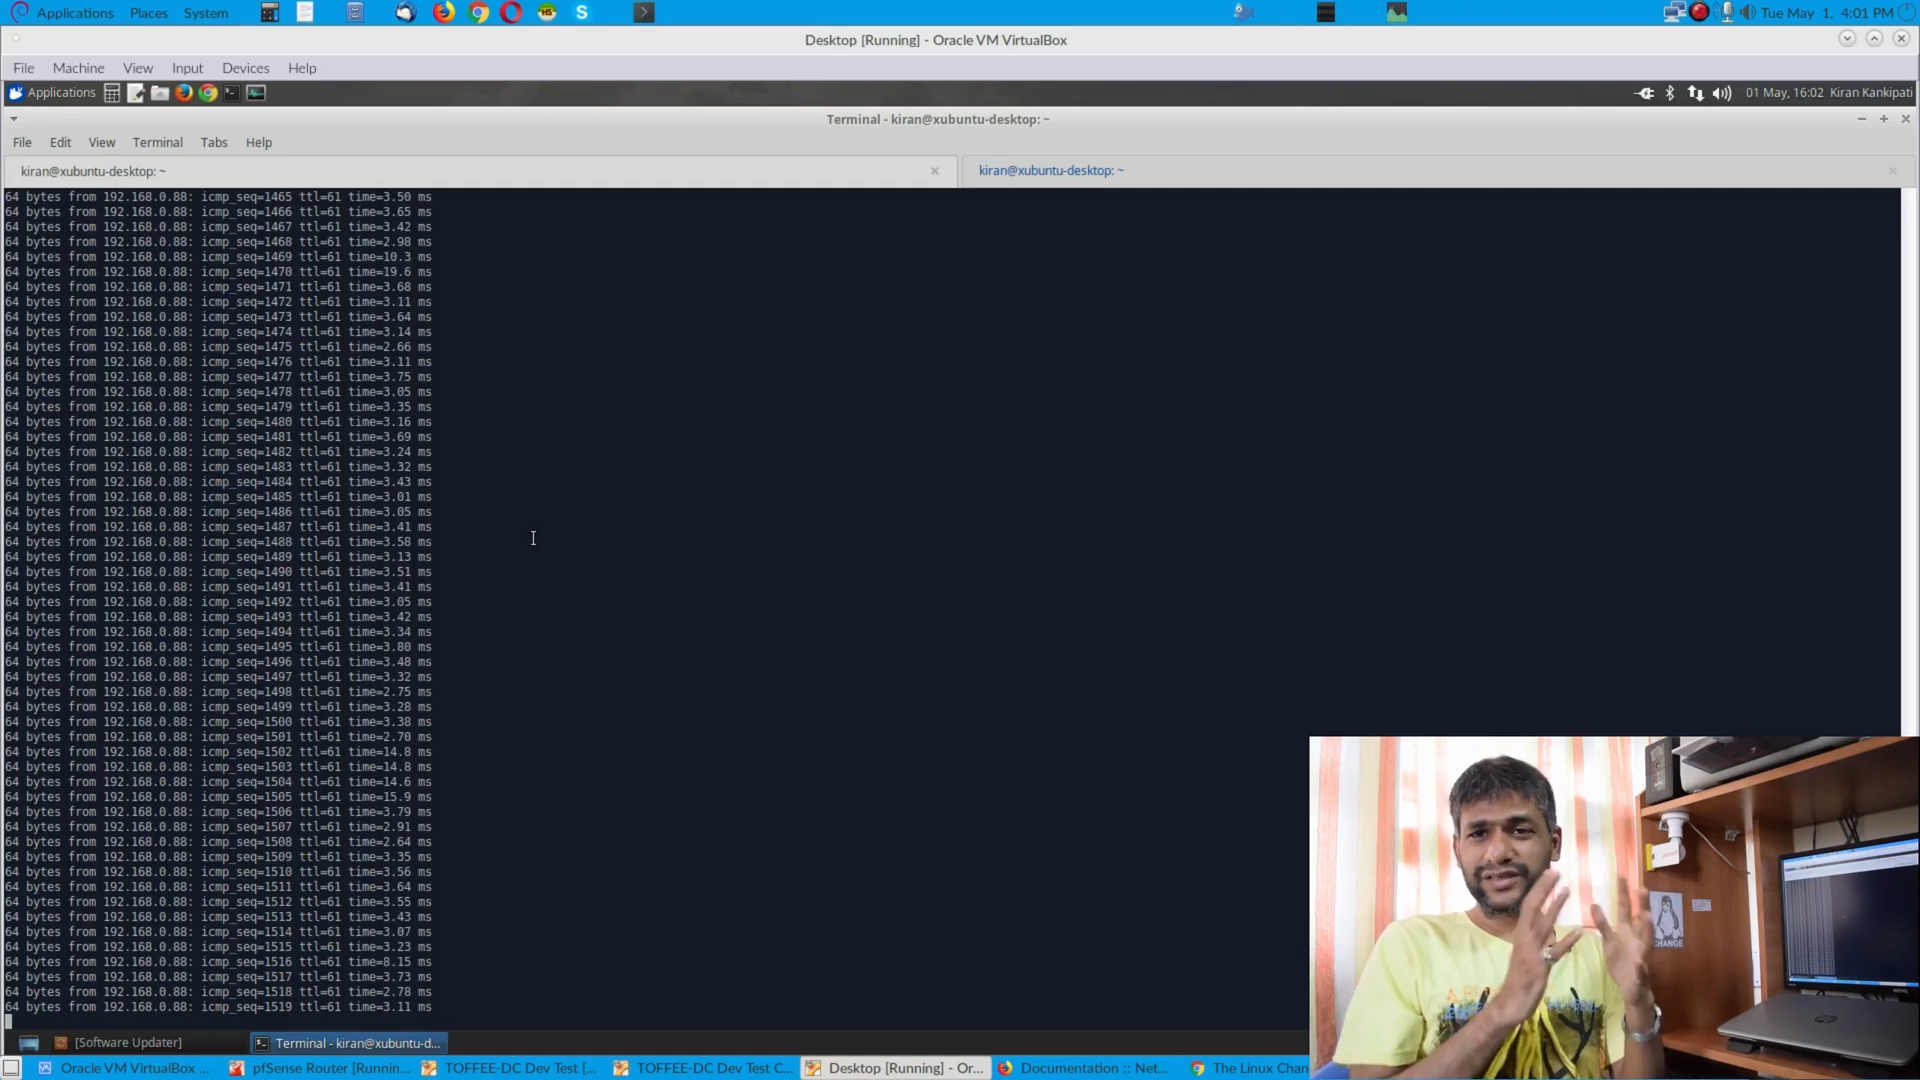 Applications Places System
Tue May 1, 4:01 PM
Desktop [Running] - Oracle VM VirtualBox
File Machine View Input Devices Help
Applications
01 May, 16:02 Kiran Kankipati
Terminal - kiran@xubuntu-desktop: ~
File Edit View Terminal Tabs Help
kiran@xubuntu-desktop: ~
kiran@xubuntu-desktop: ~
64 bytes from 192.168.0.88: icmp_seq=1465 ttl=61 time=3.50 ms
64 bytes from 192.168.0.88: icmp_seq=1466 ttl=61 time=3.65 ms
64 bytes from 192.168.0.88: icmp_seq=1467 ttl=61 time=3.42 ms
64 bytes from 192.168.0.88: icmp_seq=1468 ttl=61 time=2.98 ms
64 bytes from 192.168.0.88: icmp_seq=1469 ttl=61 time=10.3 ms
64 bytes from 192.168.0.88: icmp_seq=1470 ttl=61 time=19.6 ms
64 bytes from 192.168.0.88: icmp_seq=1471 ttl=61 time=3.68 ms
64 bytes from 192.168.0.88: icmp_seq=1472 ttl=61 time=3.11 ms
64 bytes from 192.168.0.88: icmp_seq=1473 ttl=61 time=3.64 ms
64 bytes from 192.168.0.88: icmp_seq=1474 ttl=61 time=3.14 ms
64 bytes from 192.168.0.88: icmp_seq=1475 ttl=61 time=2.66 ms
64 bytes from 192.168.0.88: icmp_seq=1476 ttl=61 time=3.11 ms
64 bytes from 192.168.0.88: icmp_seq=1477 ttl=61 time=3.75 ms
64 bytes from 192.168.0.88: icmp_seq=1478 ttl=61 time=3.05 ms
64 bytes from 192.168.0.88: icmp_seq=1479 ttl=61 time=3.35 ms
64 bytes from 192.168.0.88: icmp_seq=1480 ttl=61 time=3.16 ms
64 bytes from 192.168.0.88: icmp_seq=1481 ttl=61 time=3.69 ms
64 bytes from 192.168.0.88: icmp_seq=1482 ttl=61 time=3.24 ms
64 bytes from 192.168.0.88: icmp_seq=1483 ttl=61 time=3.32 ms
64 bytes from 192.168.0.88: icmp_seq=1484 ttl=61 time=3.43 ms
64 bytes from 192.168.0.88: icmp_seq=1485 ttl=61 time=3.01 ms
64 bytes from 192.168.0.88: icmp_seq=1486 ttl=61 time=3.05 ms
64 bytes from 192.168.0.88: icmp_seq=1487 ttl=61 time=3.41 ms
64 bytes from 192.168.0.88: icmp_seq=1488 ttl=61 time=3.58 ms
64 bytes from 192.168.0.88: icmp_seq=1489 ttl=61 time=3.13 ms
64 bytes from 192.168.0.88: icmp_seq=1490 ttl=61 time=3.51 ms
64 bytes from 192.168.0.88: icmp_seq=1491 ttl=61 time=3.41 ms
64 bytes from 192.168.0.88: icmp_seq=1492 ttl=61 time=3.05 ms
64 bytes from 192.168.0.88: icmp_seq=1493 ttl=61 time=3.42 ms
64 bytes from 192.168.0.88: icmp_seq=1494 ttl=61 time=3.34 ms
64 bytes from 192.168.0.88: icmp_seq=1495 ttl=61 time=3.80 ms
64 bytes from 192.168.0.88: icmp_seq=1496 ttl=61 time=3.48 ms
64 bytes from 192.168.0.88: icmp_seq=1497 ttl=61 time=3.32 ms
64 bytes from 192.168.0.88: icmp_seq=1498 ttl=61 time=2.75 ms
64 bytes from 192.168.0.88: icmp_seq=1499 ttl=61 time=3.28 ms
64 bytes from 192.168.0.88: icmp_seq=1500 ttl=61 time=3.38 ms
64 bytes from 192.168.0.88: icmp_seq=1501 ttl=61 time=2.70 ms
64 bytes from 192.168.0.88: icmp_seq=1502 ttl=61 time=14.8 ms
64 bytes from 192.168.0.88: icmp_seq=1503 ttl=61 time=14.8 ms
64 bytes from 192.168.0.88: icmp_seq=1504 ttl=61 time=14.6 ms
64 bytes from 192.168.0.88: icmp_seq=1505 ttl=61 time=15.9 ms
64 bytes from 192.168.0.88: icmp_seq=1506 ttl=61 time=3.79 ms
64 bytes from 192.168.0.88: icmp_seq=1507 ttl=61 time=2.91 ms
64 bytes from 192.168.0.88: icmp_seq=1508 ttl=61 time=2.64 ms
64 bytes from 192.168.0.88: icmp_seq=1509 ttl=61 time=3.35 ms
64 bytes from 192.168.0.88: icmp_seq=1510 ttl=61 time=3.56 ms
64 bytes from 192.168.0.88: icmp_seq=1511 ttl=61 time=3.64 ms
64 bytes from 192.168.0.88: icmp_seq=1512 ttl=61 time=3.55 ms
64 bytes from 192.168.0.88: icmp_seq=1513 ttl=61 time=3.43 ms
64 bytes from 192.168.0.88: icmp_seq=1514 ttl=61 time=3.07 ms
64 bytes from 192.168.0.88: icmp_seq=1515 ttl=61 time=3.23 ms
64 bytes from 192.168.0.88: icmp_seq=1516 ttl=61 time=8.15 ms
64 bytes from 192.168.0.88: icmp_seq=1517 ttl=61 time=3.73 ms
64 bytes from 192.168.0.88: icmp_seq=1518 ttl=61 time=2.78 ms
64 bytes from 192.168.0.88: icmp_seq=1519 ttl=61 time=3.11 ms
CHANGE
[Software Updater] Terminal - kiran@xubuntu-d...
Oracle VM VirtualBox ... pfSense Router [Runnin... TOFFEE-DC Dev Test [... TOFFEE-DC Dev Test C... Desktop [Running] - Or... Documentation :: Net... The Linux Chan